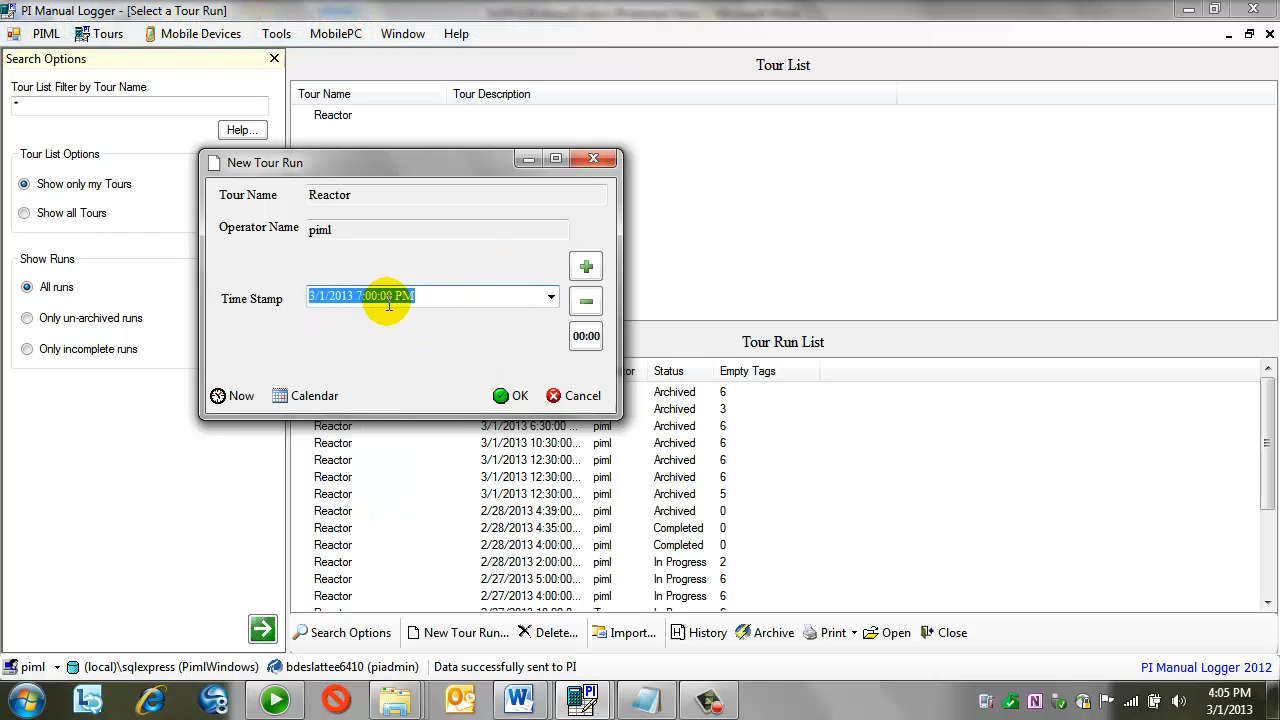 PI Manual Logger - [Select a Tour Run]
PIML Tours Mobile Devices Tools MobilePC Window Help
Search Options
Tour List Filter by Tour Name
*
Help...
Tour List Options
Show only my Tours
Show all Tours
Show Runs
All runs
Only un-archived runs
Only incomplete runs
Tour List
Tour Name Tour Description
Reactor
New Tour Run
Tour Name Reactor
Operator Name piml
Time Stamp 3/1/2013 7:00:00 PM
00:00
Now Calendar OK Cancel
Tour Run List
Status Empty Tags
Archived 6
Archived 3
Reactor 3/1/2013 6:30:00 ... piml Archived 6
Reactor 3/1/2013 10:30:00... piml Archived 6
Reactor 3/1/2013 12:30:00... piml Archived 6
Reactor 3/1/2013 12:30:00... piml Archived 6
Reactor 3/1/2013 12:30:00... piml Archived 5
Reactor 2/28/2013 4:39:00... piml Archived 0
Reactor 2/28/2013 4:35:00... piml Completed 0
Reactor 2/28/2013 4:00:00... piml Completed 0
Reactor 2/28/2013 2:00:00... piml In Progress 2
Reactor 2/27/2013 5:00:00... piml In Progress 6
Reactor 2/27/2013 4:00:00... piml In Progress 6
Search Options New Tour Run... Delete... Import... History Archive Print Open Close
piml (local)\sqlexpress (PimlWindows) bdeslattee6410 (piadmin) Data successfully sent to PI PI Manual Logger 2012
4:05 PM
3/1/2013